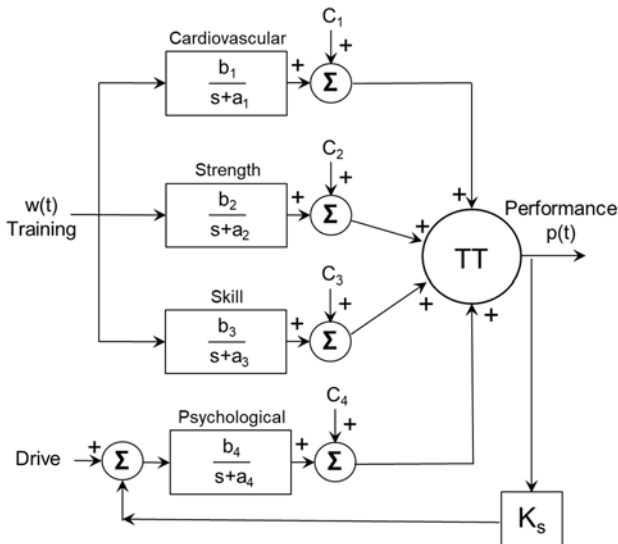 C₁
Cardiovascular
+
+
b₁
s+a₁
Σ
C₂
Strength
+
+
w(t)
Training
b₂
s+a₂
Σ
+
+
Performance
p(t)
TT
C₃
Skill
+
+
b₃
s+a₃
Σ
+
+
C₄
Psychological
+
+
Drive
+
Σ
b₄
s+a₄
Σ
+
Kₛ